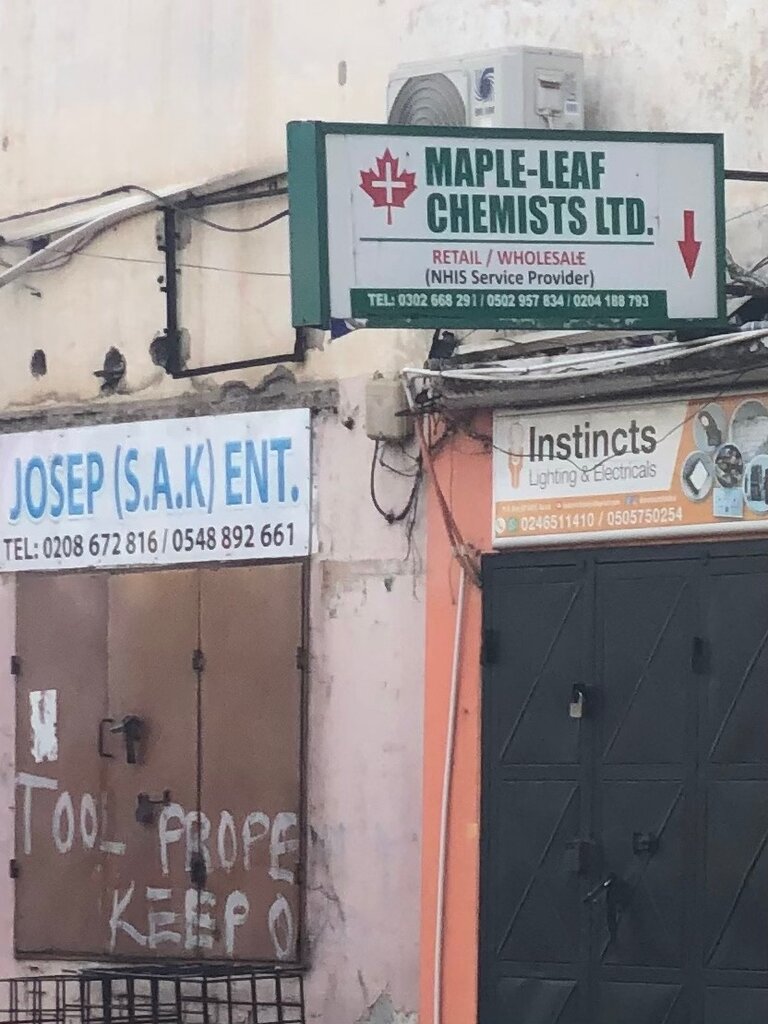 MAPLE-LEAF
CHEMISTS LTD.
RETAIL / WHOLESALE
(NHIS Service Provider)
TEL: 0302 668 291 / 0502 957 834 / 0204 188 793
JOSEP (S.A.K) ENT.
TEL: 0208 672 816 / 0548 892 661
Instincts
Lighting & Electricals
0246511410 / 0505750254
TOOL PROPE
KEEP O